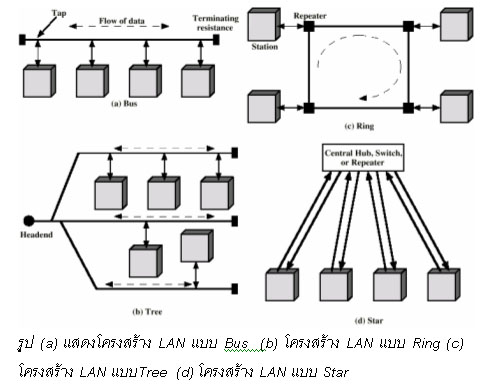 Tap
Flow of data
Terminating
resistance
(a) Bus
Repeater
Station
(c) Ring
Headend
(b) Tree
Central Hub, Switch,
or Repeater
(d) Star
รูป (a) แสดงโครงสร้าง LAN แบบ Bus (b) โครงสร้าง LAN แบบ Ring (c)
โครงสร้าง LAN แบบTree (d) โครงสร้าง LAN แบบ Star